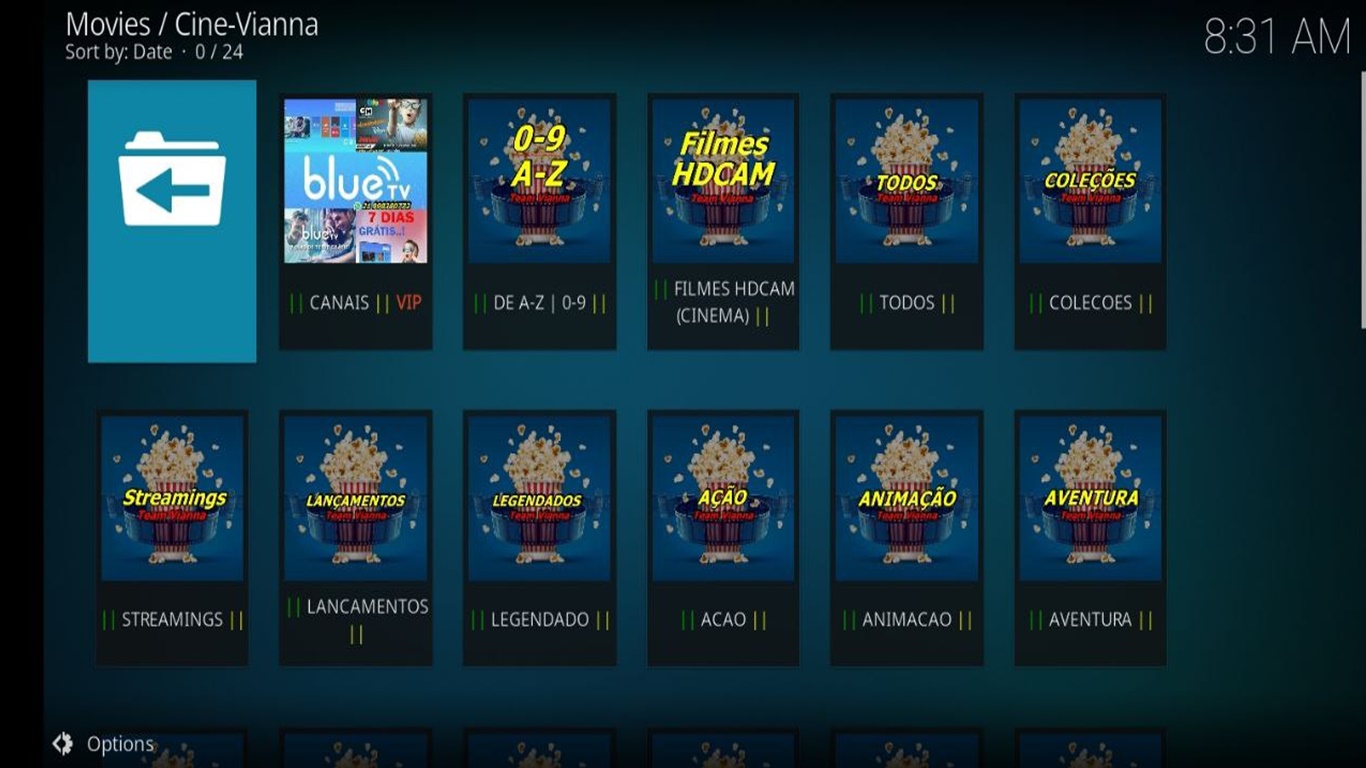 Movies / Cine-Vianna
Sort by: Date · 0 / 24
8:31 AM
blue TV
7 DIAS
GRÁTIS..!
blue
|| CANAIS || VIP
0-9
A-Z
Team Vianna
|| DE A-Z | 0-9 ||
Filmes
HDCAM
Team Vianna
|| FILMES HDCAM
(CINEMA) ||
TODOS
Team Vianna
|| TODOS ||
COLEÇÕES
Team Vianna
|| COLECOES ||
Streamings
Team Vianna
|| STREAMINGS ||
LANÇAMENTOS
Team Vianna
|| LANCAMENTOS
||
LEGENDADOS
Team Vianna
|| LEGENDADO ||
AÇÃO
Team Vianna
|| ACAO ||
ANIMAÇÃO
Team Vianna
|| ANIMACAO ||
AVENTURA
Team Vianna
|| AVENTURA ||
Options